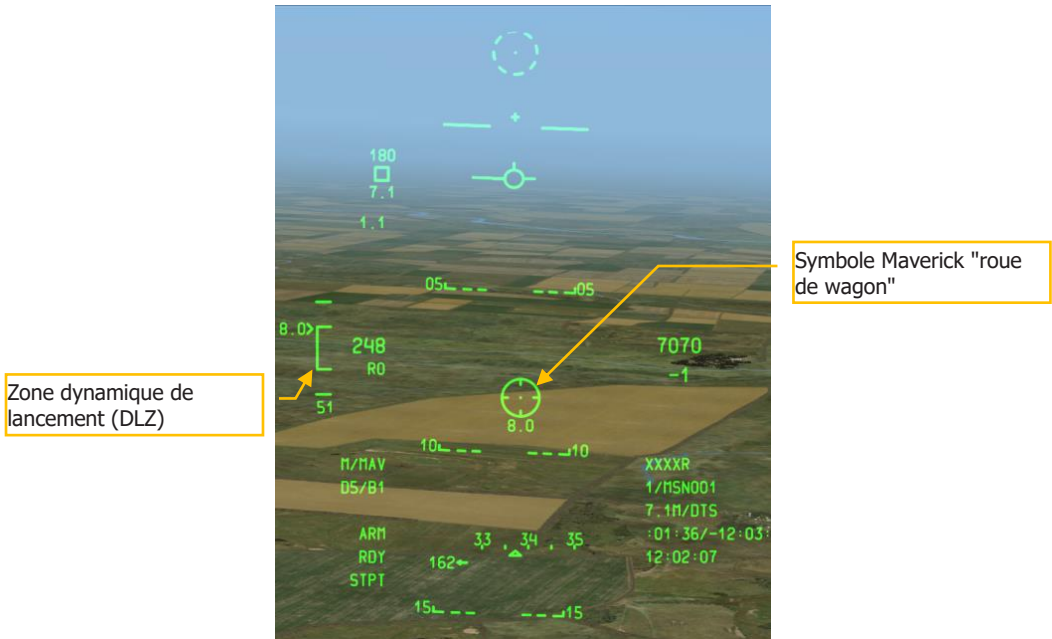 180
7.1
1.1
05 05
8.0>
248
7070
R0
-1
51
8.0
10 10
M/MAV
D5/B1
XXXXR
1/MSN001
7.1M/DTS
:01:36/-12:03:
12:02:07
ARM
RDY
STPT
33 . 34 . 35
162←
15 15
Symbole Maverick "roue
de wagon"
Zone dynamique de
lancement (DLZ)